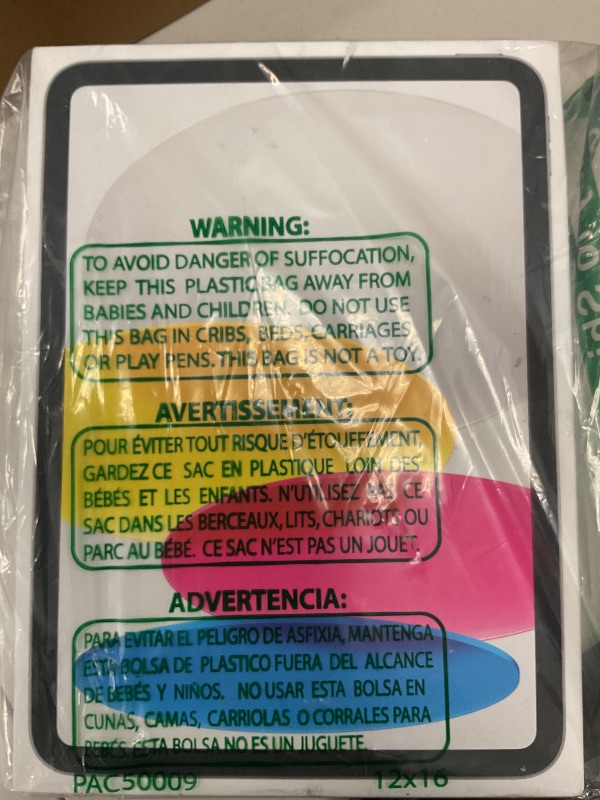 WARNING:
TO AVOID DANGER OF SUFFOCATION,
KEEP THIS PLASTIC BAG AWAY FROM
BABIES AND CHILDREN. DO NOT USE
THIS BAG IN CRIBS, BEDS, CARRIAGES
OR PLAY PENS. THIS BAG IS NOT A TOY.
AVERTISSEMENT:
POUR ÉVITER TOUT RISQUE D'ÉTOUFFEMENT,
GARDEZ CE SAC EN PLASTIQUE LOIN DES
BÉBÉS ET LES ENFANTS. N'UTILISEZ PAS CE
SAC DANS LES BERCEAUX, LITS, CHARIOTS OU
PARC AU BÉBÉ. CE SAC N'EST PAS UN JOUET.
ADVERTENCIA:
PARA EVITAR EL PELIGRO DE ASFIXIA, MANTENGA
ESTA BOLSA DE PLASTICO FUERA DEL ALCANCE
DE BEBÉS Y NIÑOS. NO USAR ESTA BOLSA EN
CUNAS, CAMAS, CARRIOLAS O CORRALES PARA
BEBÉS. ESTA BOLSA NO ES UN JUGUETE.
PAC50009 12x16